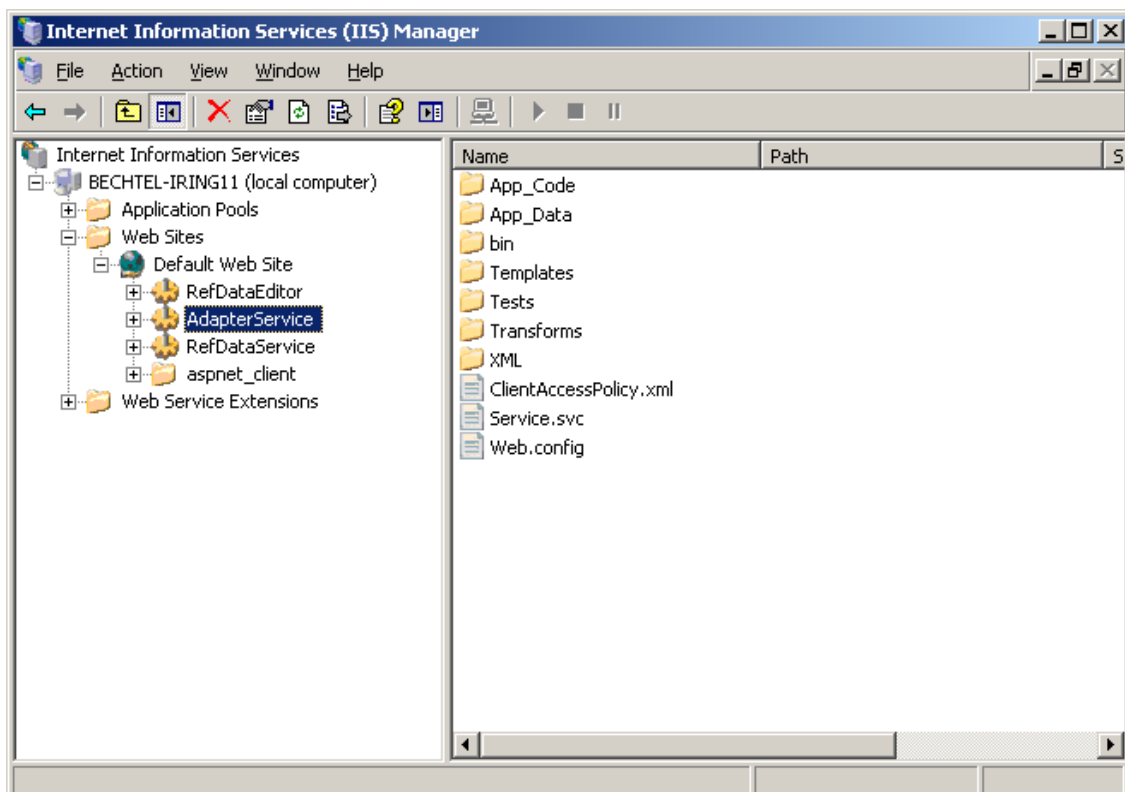 Internet Information Services (IIS) Manager
File Action View Window Help
Internet Information Services
BECHTEL-IRING11 (local computer)
Application Pools
Web Sites
Default Web Site
RefDataEditor
AdapterService
RefDataService
aspnet_client
Web Service Extensions
Name Path S
App_Code
App_Data
bin
Templates
Tests
Transforms
XML
ClientAccessPolicy.xml
Service.svc
Web.config